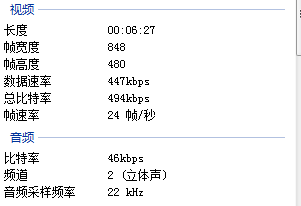 视频
长度 00:06:27
帧宽度 848
帧高度 480
数据速率 447kbps
总比特率 494kbps
帧速率 24 帧/秒
音频
比特率 46kbps
频道 2 (立体声)
音频采样频率 22 kHz